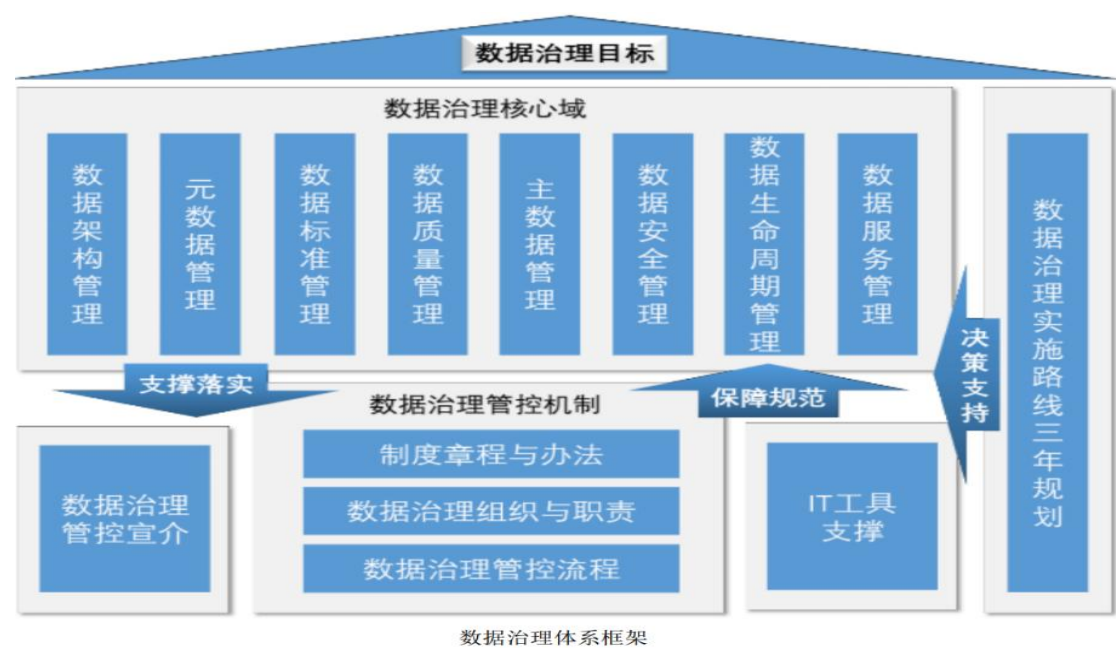 数据治理目标
数据治理核心域
数据架构管理
元数据管理
数据标准管理
数据质量管理
主数据管理
数据安全管理
数据生命周期管理
数据服务管理
数据治理实施路线三年规划
决策支持
支撑落实
保障规范
数据治理管控机制
制度章程与办法
数据治理组织与职责
数据治理管控流程
数据治理
管控宣介
IT工具
支撑
数据治理体系框架